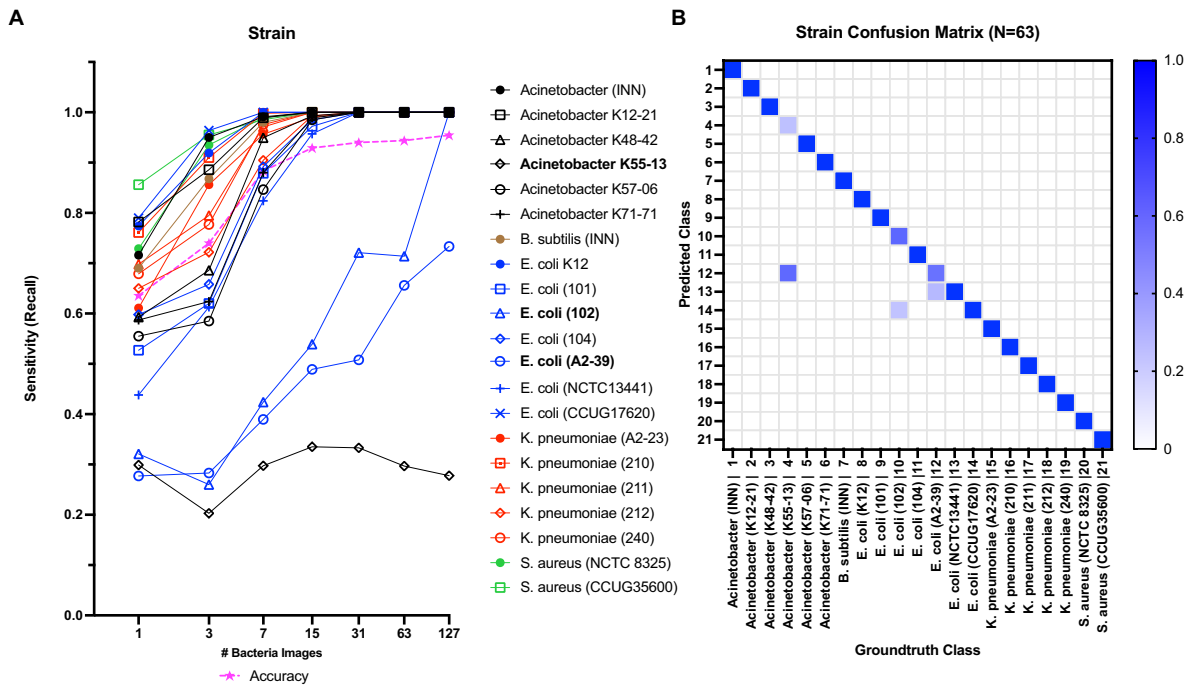 A
Strain
1.0
0.8
0.6
0.4
0.2
0.0
Sensitivity (Recall)
1
3
7
15
31
63
127
# Bacteria Images
Accuracy
Acinetobacter (INN)
Acinetobacter K12-21
Acinetobacter K48-42
Acinetobacter K55-13
Acinetobacter K57-06
Acinetobacter K71-71
B. subtilis (INN)
E. coli K12
E. coli (101)
E. coli (102)
E. coli (104)
E. coli (A2-39)
E. coli (NCTC13441)
E. coli (CCUG17620)
K. pneumoniae (A2-23)
K. pneumoniae (210)
K. pneumoniae (211)
K. pneumoniae (212)
K. pneumoniae (240)
S. aureus (NCTC 8325)
S. aureus (CCUG35600)
B
Strain Confusion Matrix (N=63)
Predicted Class
1
2
3
4
5
6
7
8
9
10
11
12
13
14
15
16
17
18
19
20
21
Acinetobacter (INN) | 1
Acinetobacter (K12-21) | 2
Acinetobacter (K48-42) | 3
Acinetobacter (K55-13) | 4
Acinetobacter (K57-06) | 5
Acinetobacter (K71-71) | 6
B. subtilis (INN) | 7
E. coli (K12) | 8
E. coli (101) | 9
E. coli (102) |10
E. coli (104) |11
E. coli (A2-39) |12
E. coli (NCTC13441) |13
E. coli (CCUG17620) |14
K. pneumoniae (A2-23) |15
K. pneumoniae (210) |16
K. pneumoniae (211) |17
K. pneumoniae (212) |18
K. pneumoniae (240) |19
S. aureus (NCTC 8325) |20
S. aureus (CCUG35600) |21
Groundtruth Class
1.0
0.8
0.6
0.4
0.2
0